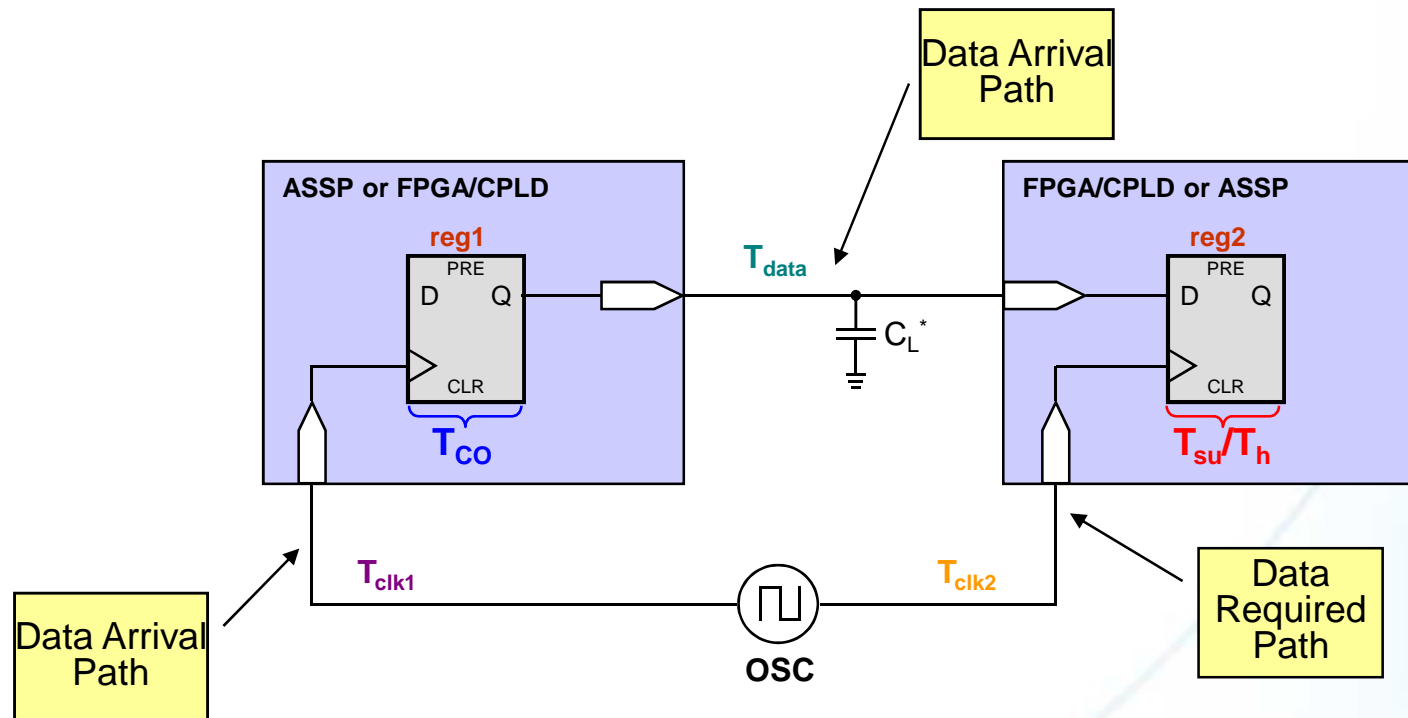 Data Arrival
Path
ASSP or FPGA/CPLD
FPGA/CPLD or ASSP
reg1
PRE
D Q
CLR
TCO
Tdata
CL*
reg2
PRE
D Q
CLR
Tsu/Th
Tclk1
Tclk2
OSC
Data Arrival
Path
Data
Required
Path